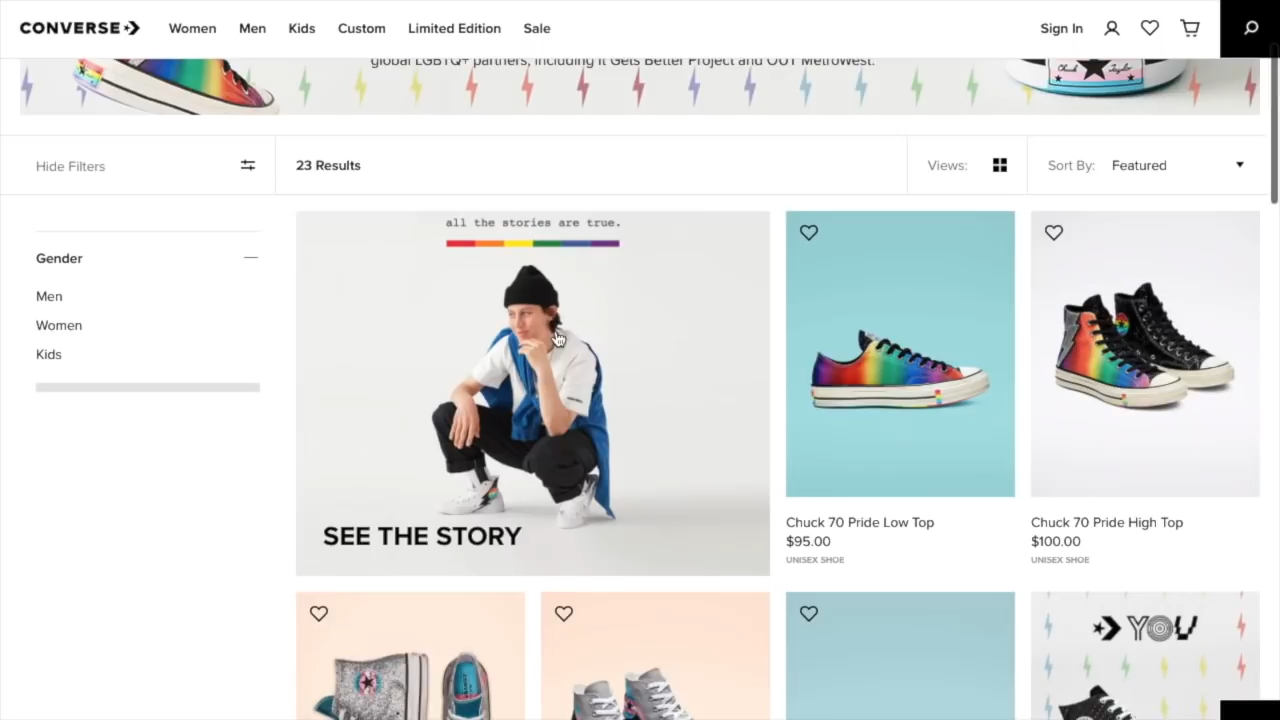 CONVERSE
Women
Men
Kids
Custom
Limited Edition
Sale
Sign In
global LGBTQ+ partners, including It Gets Better Project and OUT MetroWest.
Chuck Taylor
Hide Filters
23 Results
Views:
Sort By:
Featured
Gender
Men
Women
Kids
all the stories are true.
SEE THE STORY
Chuck 70 Pride Low Top
$95.00
UNISEX SHOE
Chuck 70 Pride High Top
$100.00
UNISEX SHOE
YOU